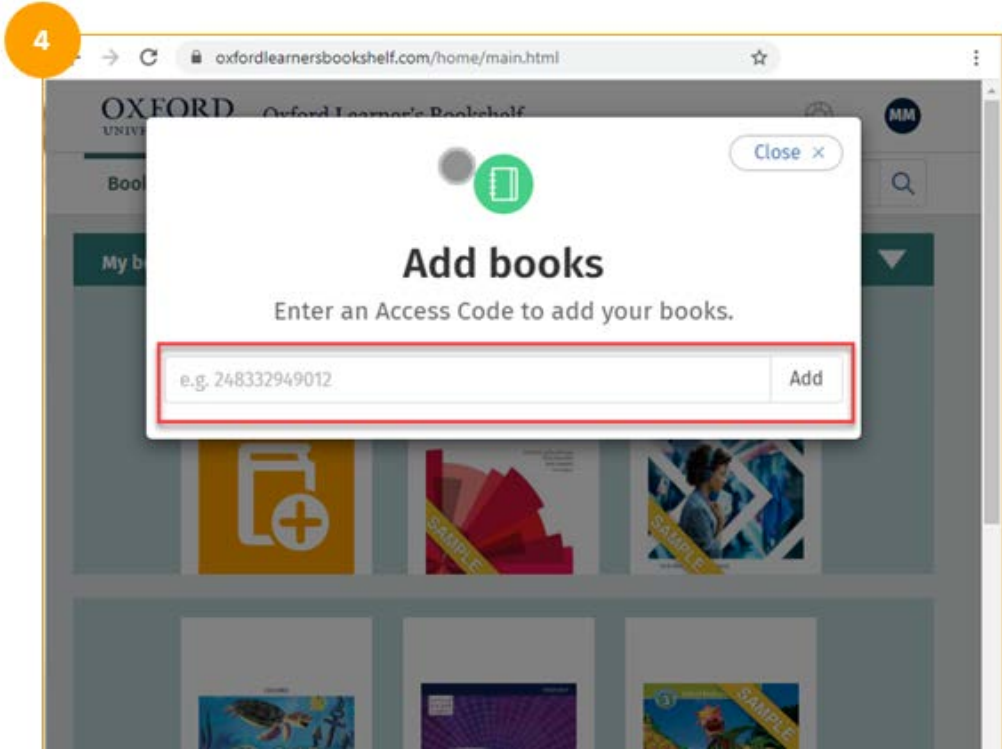 4
oxfordlearnersbookshelf.com/home/main.html
OXFORD Oxford Learner's Bookshelf
MM
Close ×
Add books
Enter an Access Code to add your books.
e.g. 248332949012 Add
My
SAMPLE
SAMPLE
SAMPLE